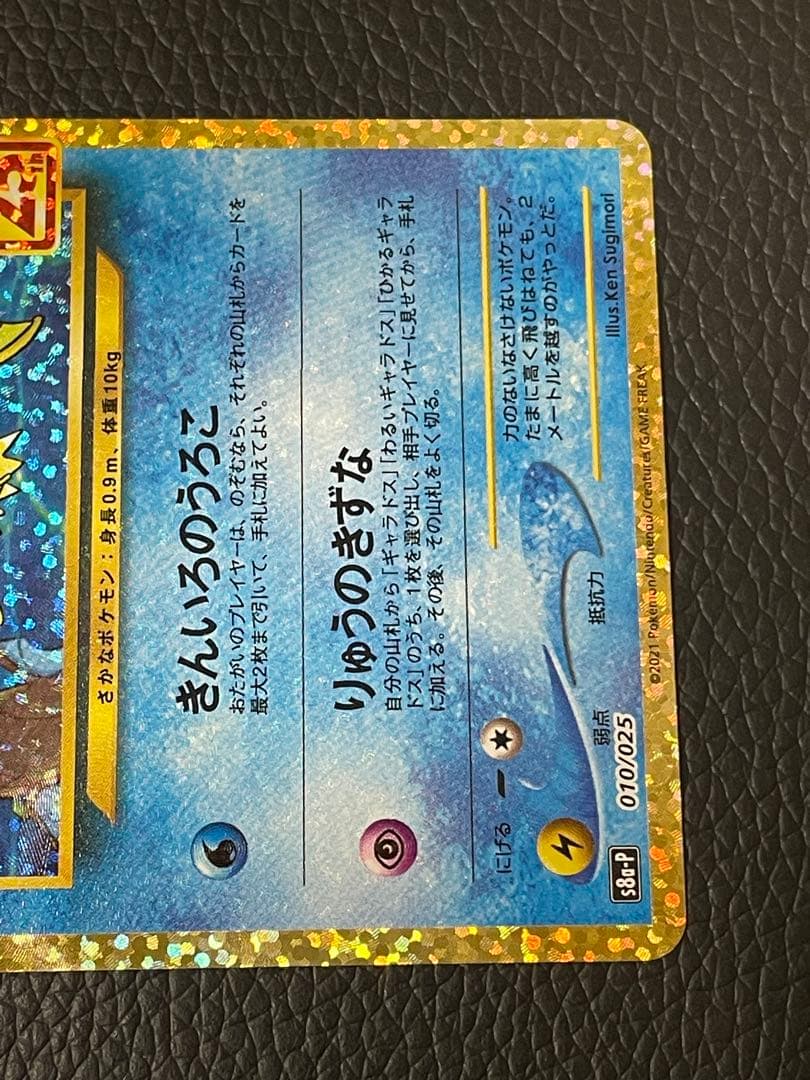 さかなポケモン：身長0.9m、体重10kg
きんいろのうろこ
おたがいのプレイヤーは、のぞむなら、それぞれの山札からカードを
最大2枚まで引いて、手札に加えてよい。
りゅうのきずな
自分の山札から「ギャラドス」「わるいギャラドス」「ひかるギャラ
ドス」のうち、1枚を選び出し、相手プレイヤーに見せてから、手札
に加える。その後、その山札をよく切る。
にげる
力のないなさけないポケモン。
たまに高く飛びはねても、2
メートルを越すのがやっとだ。
弱点
抵抗力
s8a-P
010/025
Illus.Ken Sugimori
©2021 Pokémon/Nintendo/Creatures/GAME FREAK